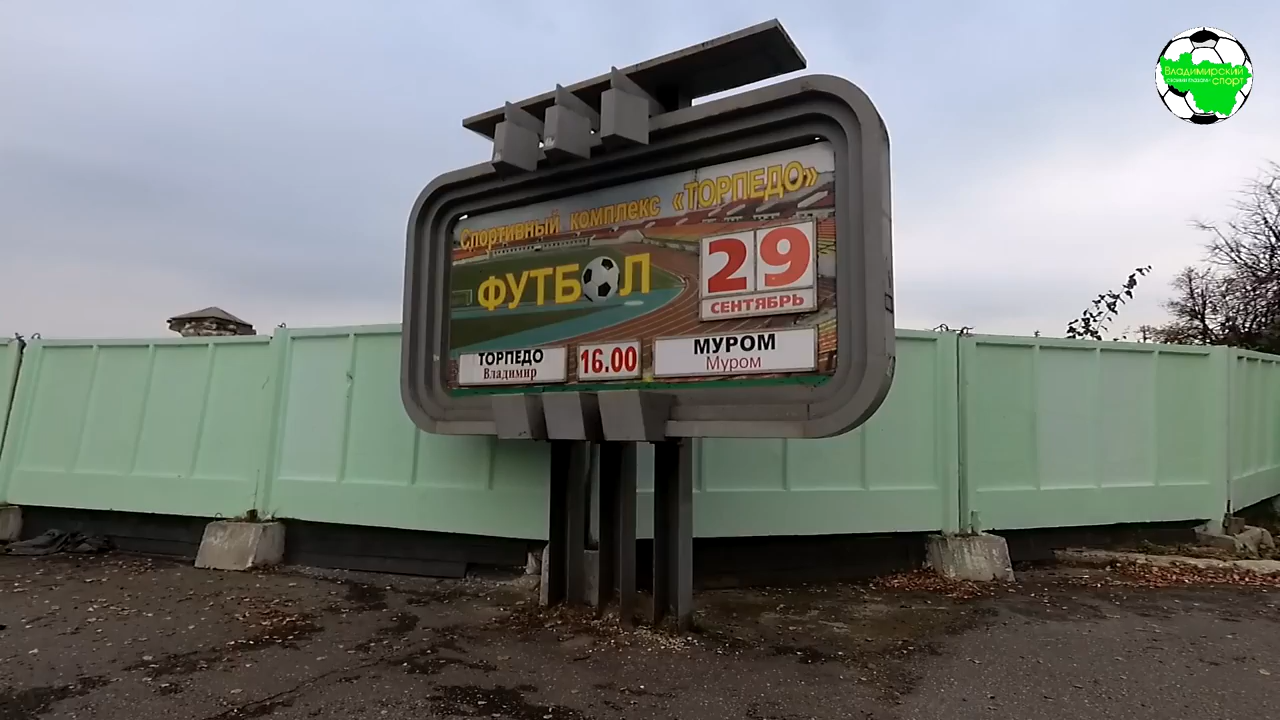 Спортивный комплекс «ТОРПЕДО»
ФУТБОЛ
29
СЕНТЯБРЬ
ТОРПЕДО
Владимир
16.00
МУРОМ
Муром
Владимирский
спорт